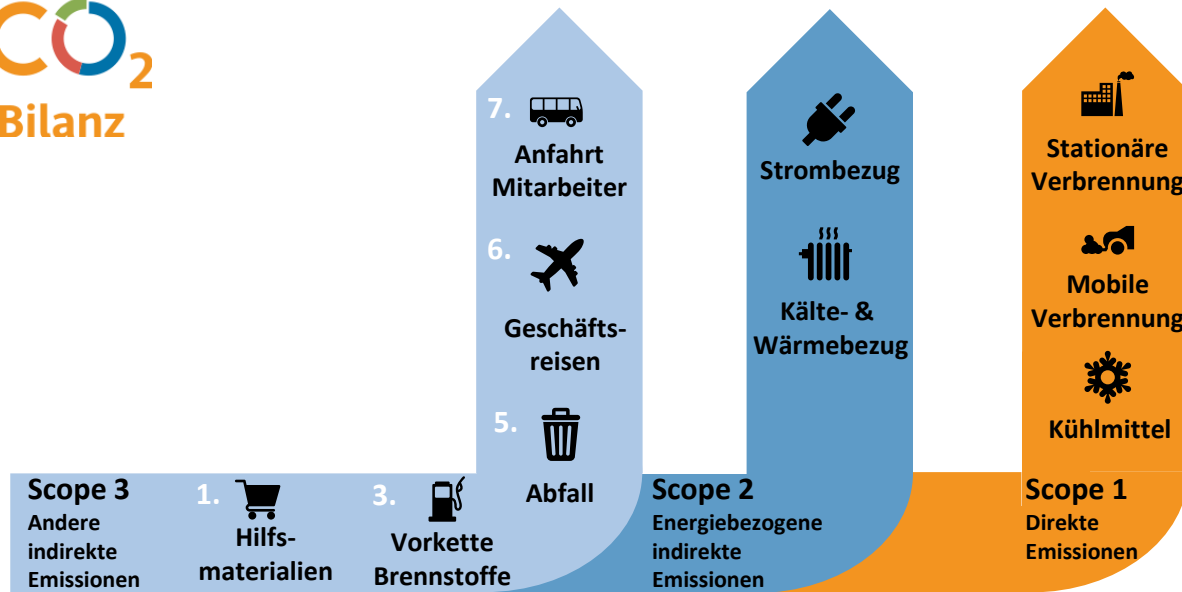 CO2
Bilanz
7.
Anfahrt
Mitarbeiter
6.
Geschäfts-
reisen
5.
Abfall
Strombezug
Kälte- &
Wärmebezug
Stationäre
Verbrennung
Mobile
Verbrennung
Kühlmittel
Scope 3
Andere
indirekte
Emissionen
1.
Hilfs-
materialien
3.
Vorkette
Brennstoffe
Scope 2
Energiebezogene
indirekte
Emissionen
Scope 1
Direkte
Emissionen